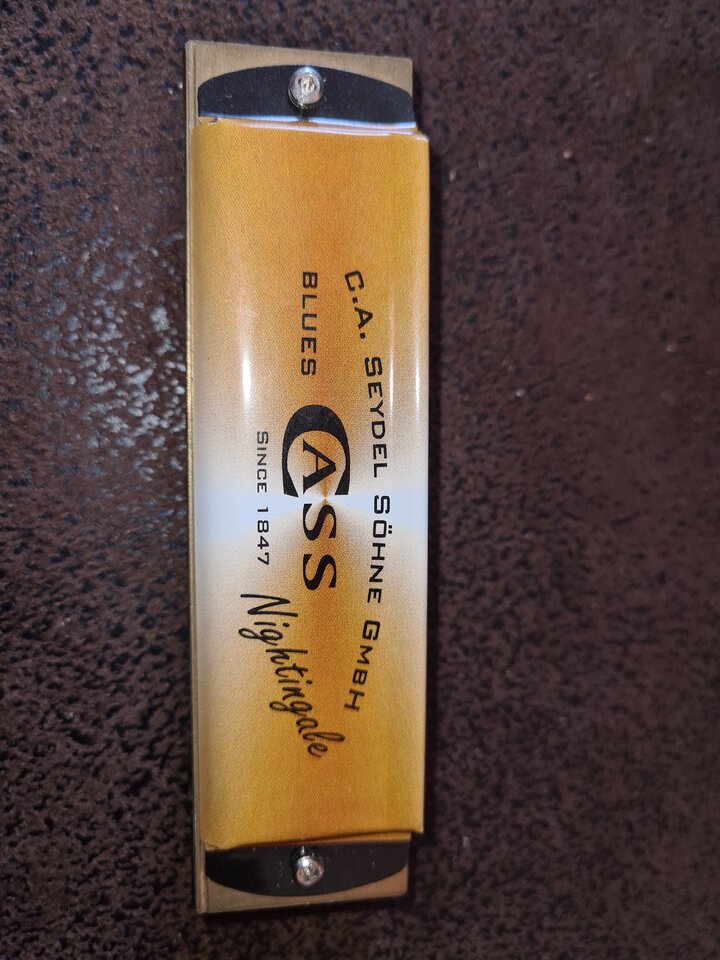 C.A. SEYDEL SÖHNE GMBH
BLUES CASS Nightingale
SINCE 1847